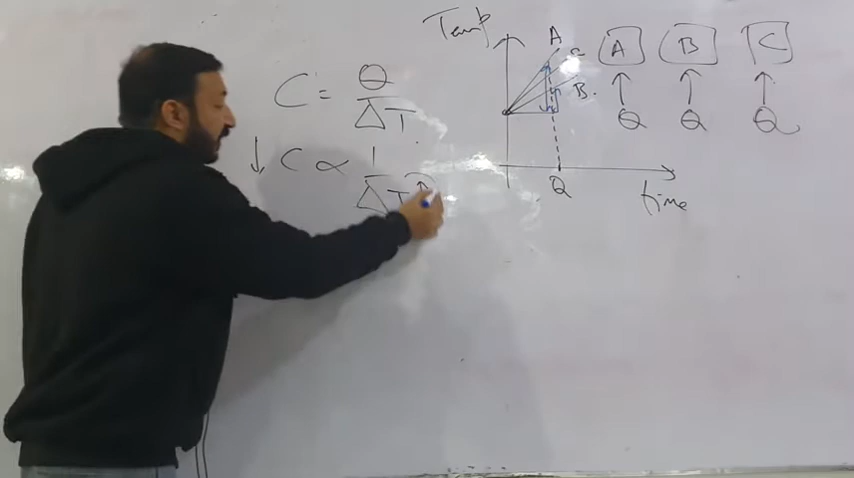 C' = Q / ΔT
↓ C ∝ 1 / ΔT ↑
Temp
A
C
B.
Q
time
A B C
↑ ↑ ↑
Q Q Q